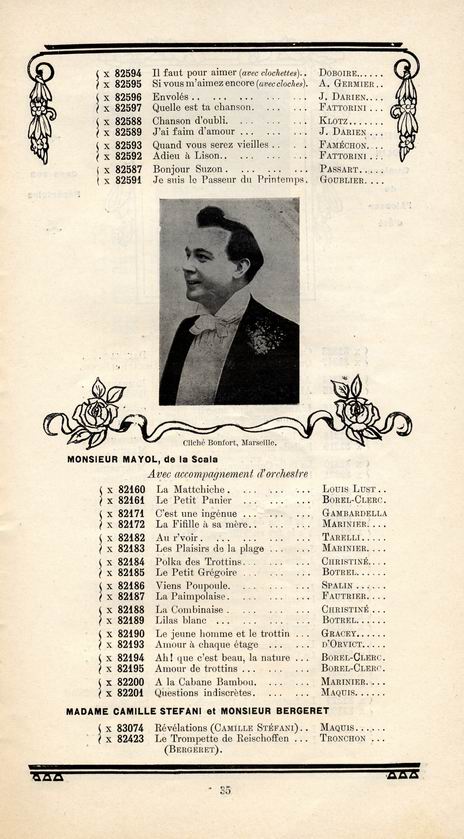 x 82594 Il faut pour aimer (avec clochettes).. DOBOIRE.....
x 82595 Si vous m'aimez encore (avec cloches). A. GERMIER..
x 82596 Envolés.. ... ... ... ... J. DARIEN....
x 82597 Quelle est ta chanson. ... ... FATTORINI...
x 82588 Chanson d'oubli. ... ... ... KLOTZ.......
x 82589 J'ai faim d'amour ... ... ... J. DARIEN ...
x 82593 Quand vous serez vieilles .. .. . FAMÉCHON....
x 82592 Adieu à Lison.. ... ... ... FATTORINI...
x 82587 Bonjour Suzon. ... ... ... PASSART.....
x 82591 Je suis le Passeur du Printemps. GOUBLIER....
Cliché Bonfort, Marseille.
MONSIEUR MAYOL, de la Scala
Avec accompagnement d'orchestre
x 82160 La Mattchiche. ... ... ... LOUIS LUST..
x 82161 Le Petit Panier ... ... ... BOREL-CLERC.
x 82171 C'est une ingénue ... ... ... GAMBARDELLA
x 82172 La Fifille à sa mère.. ... ... MARINIER....
x 82182 Au r'voir. ... ... ... ... TARELLI.....
x 82183 Les Plaisirs de la plage ... ... MARINIER....
x 82184 Polka des Trottins... ... ... CHRISTINÉ....
x 82185 Le Petit Grégoire ... ... ... BOTREL......
x 82186 Viens Poupoule. ... ... ... SPALIN ......
x 82187 La Paimpolaise. ... ... ... FAUTRIER....
x 82188 La Combinaise . ... ... ... CHRISTINÉ ....
x 82189 Lilas blanc ... ... ... ... BOTREL......
x 82190 Le jeune homme et le trottin ... GRACEY......
x 82193 Amour à chaque étage ... ... D'ORVICT.....
x 82194 Ah! que c'est beau, la nature ... BOREL-CLERC.
x 82195 Amour de trottins ... ... ... BOREL-CLERC.
x 82200 A la Cabane Bambou. ... ... MARINIER....
x 82201 Questions indiscrètes. ... ... MAQUIS......
MADAME CAMILLE STEFANI et MONSIEUR BERGERET
x 83074 Révélations (CAMILLE STÉFANI).. MAQUIS......
x 82423 Le Trompette de Reischoffen ... TRONCHON ...
(BERGERET).
35